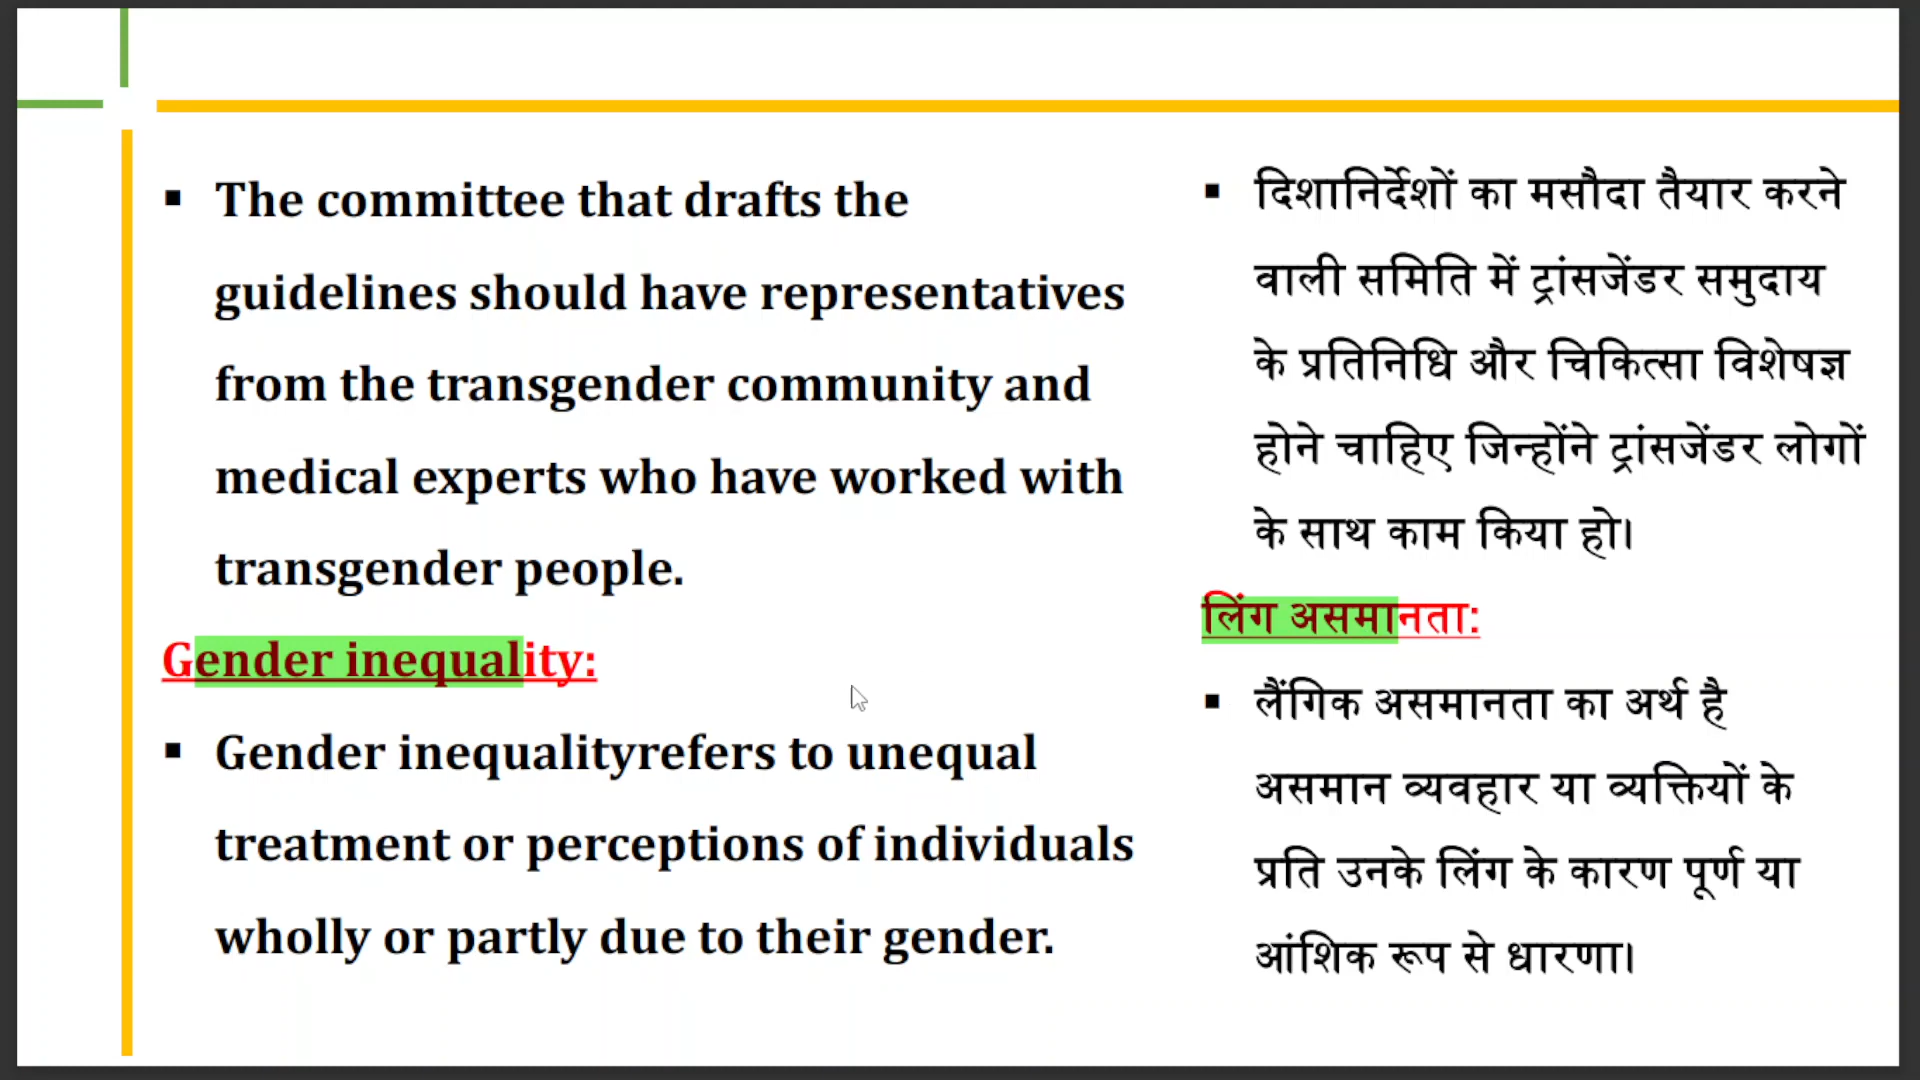 ▪ The committee that drafts the
guidelines should have representatives
from the transgender community and
medical experts who have worked with
transgender people.
Gender inequality:
▪ Gender inequalityrefers to unequal
treatment or perceptions of individuals
wholly or partly due to their gender.
▪ दिशानिर्देशों का मसौदा तैयार करने
वाली समिति में ट्रांसजेंडर समुदाय
के प्रतिनिधि और चिकित्सा विशेषज्ञ
होने चाहिए जिन्होंने ट्रांसजेंडर लोगों
के साथ काम किया हो।
लिंग असमानता:
▪ लैंगिक असमानता का अर्थ है
असमान व्यवहार या व्यक्तियों के
प्रति उनके लिंग के कारण पूर्ण या
आंशिक रूप से धारणा।